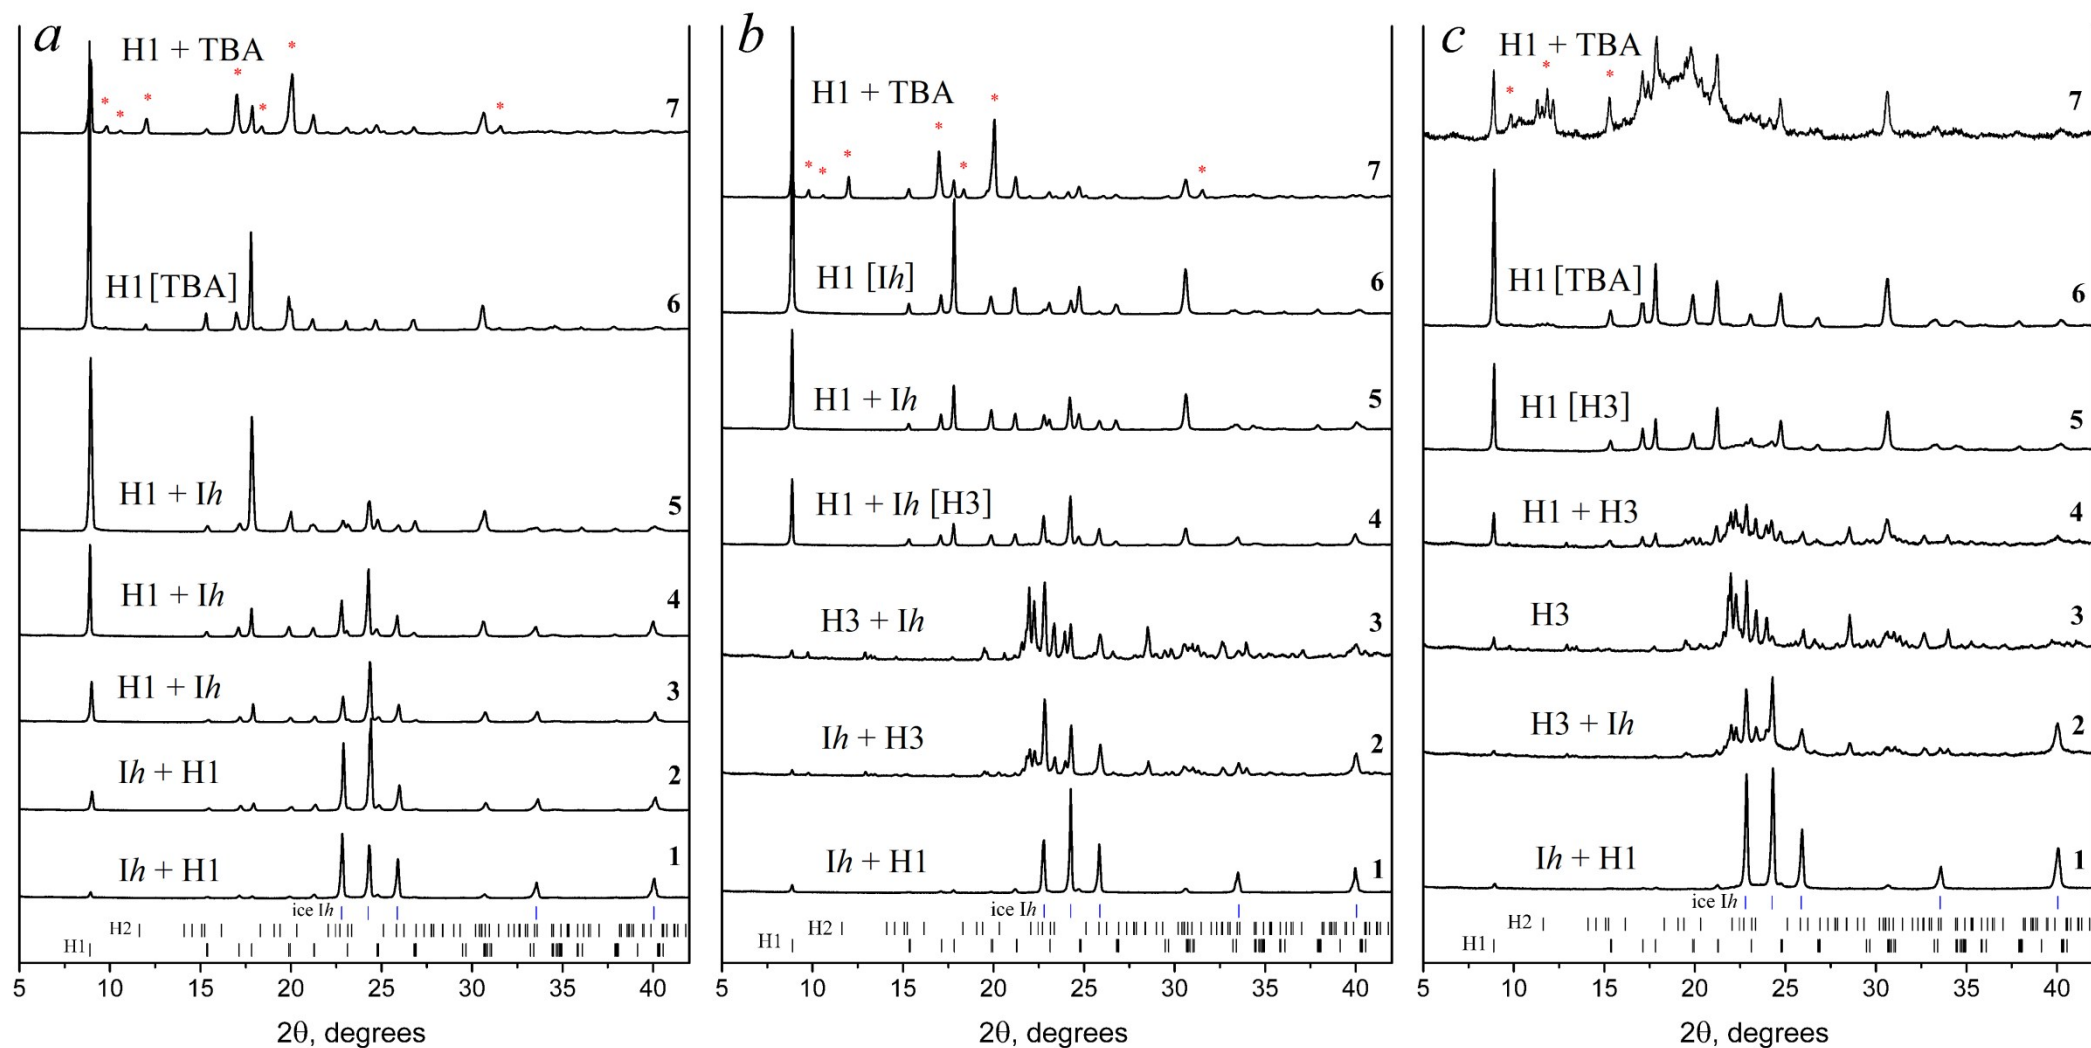 a
H1 + TBA
* * * * * * *
7
H1[TBA]
6
H1 + Ih
5
H1 + Ih
4
H1 + Ih
3
Ih + H1
2
Ih + H1
1
ice Ih
H2
H1
5 10 15 20 25 30 35 40
2θ, degrees
b
H1 + TBA
* * * * * * *
7
H1 [Ih]
6
H1 + Ih
5
H1 + Ih [H3]
4
H3 + Ih
3
Ih + H3
2
Ih + H1
1
ice Ih
H2
H1
5 10 15 20 25 30 35 40
2θ, degrees
c
H1 + TBA
* * *
7
H1 [TBA]
6
H1 [H3]
5
H1 + H3
4
H3
3
H3 + Ih
2
Ih + H1
1
ice Ih
H2
H1
5 10 15 20 25 30 35 40
2θ, degrees